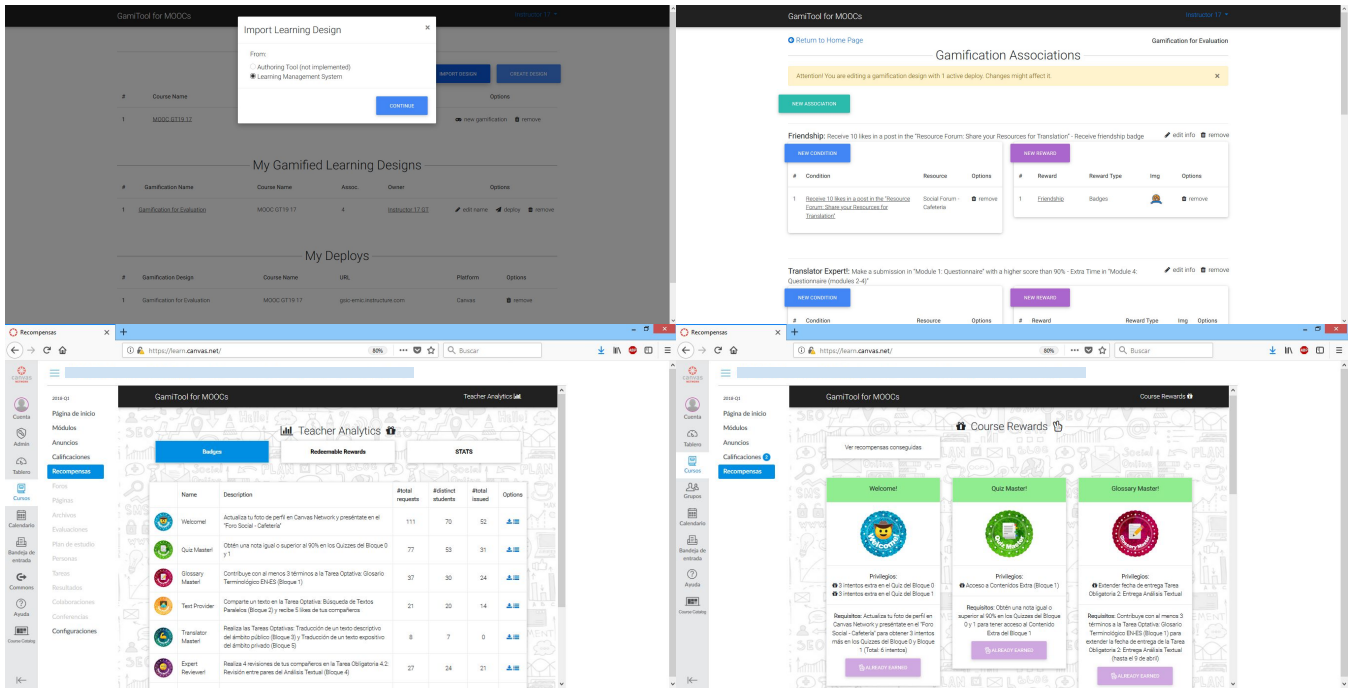 GamiTool for MOOCs
Instructor 17
Import Learning Design
×
From:
Authoring Tool (not implemented)
Learning Management System
CONTINUE
IMPORT DESIGN
CREATE DESIGN
# Course Name Options
1 MOOC GT19 17 new gamification remove
My Gamified Learning Designs
# Gamification Name Course Name Assoc. Owner Options
1 Gamification for Evaluation MOOC GT19 17 4 Instructor 17 GT edit name deploy remove
My Deploys
# Gamification Design Course Name URL Platform Options
1 Gamification for Evaluation MOOC GT19 17 gsic-emic.instructure.com Canvas remove
GamiTool for MOOCs
Instructor 17
Return to Home Page
Gamification for Evaluation
Gamification Associations
Attention! You are editing a gamification design with 1 active deploy. Changes might affect it.
×
NEW ASSOCIATION
Friendship: Receive 10 likes in a post in the "Resource Forum: Share your Resources for Translation" - Receive friendship badge
edit info remove
NEW CONDITION
# Condition Resource Options
1 Receive 10 likes in a post in the "Resource
Forum: Share your Resources for
Translation"
Social Forum -
Cafeteria
remove
NEW REWARD
# Reward Reward Type Img Options
1 Friendship Badges remove
Translator Expert!: Make a submission in "Module 1: Questionnaire" with a higher score than 90% - Extra Time in "Module 4:
Questionnaire (modules 2-4)"
edit info remove
NEW CONDITION
# Condition Resource Options
NEW REWARD
# Reward Reward Type Img Options
Recompensas
https://learn.canvas.net/
80%
Buscar
canvas
Cuenta
Admin
Tablero
Cursos
Calendario
Bandeja de
entrada
Commons
Ayuda
Course Catalog
2018-Q1
Página de inicio
Módulos
Anuncios
Calificaciones
Recompensas
Foros
Páginas
Archivos
Evaluaciones
Plan de estudio
Personas
Tareas
Resultados
Colaboraciones
Conferencias
Configuraciones
GamiTool for MOOCs
Teacher Analytics
Teacher Analytics
Badges
Redeemable Rewards
STATS
Name Description #total requests #distinct students #total issued Options
Welcome! Actualiza tu foto de perfil en Canvas Network y preséntate en el
"Foro Social - Cafetería" 111 70 52
Quiz Master! Obtén una nota igual o superior al 90% en los Quizzes del Bloque 0
y 1 77 53 31
Glossary
Master!
Contribuye con al menos 3 términos a la Tarea Optativa: Glosario
Terminológico EN-ES (Bloque 1) 37 30 24
Text Provider Comparte un texto en la Tarea Optativa: Búsqueda de Textos
Paralelos (Bloque 2) y recibe 5 likes de tus compañeros 21 20 14
Translator
Master!
Realiza las Tareas Optativas: Traducción de un texto descriptivo
del ámbito público (Bloque 3) y Traducción de un texto expositivo
del ámbito privado (Bloque 5) 8 7 0
Expert
Reviewer!
Realiza 4 revisiones de tus compañeros en la Tarea Obligatoria 4.2:
Revisión entre pares del Análisis Textual (Bloque 4) 27 24 21
Recompensas
https://learn.canvas.net/
80%
Buscar
canvas
Cuenta
Tablero
Cursos
Grupos
Calendario
Bandeja de
entrada
Ayuda
Course Catalog
2018-Q1
Página de inicio
Módulos
Anuncios
Calificaciones
Recompensas
GamiTool for MOOCs
Course Rewards
Course Rewards
Ver recompensas conseguidas
Welcome!
Privilegios:
3 intentos extra en el Quiz del Bloque 0
3 intentos extra en el Quiz del Bloque 1
Requisitos: Actualiza tu foto de perfil en
Canvas Network y preséntate en el "Foro
Social - Cafetería" para obtener 3 intentos
más en los Quizzes del Bloque 0 y Bloque
1 (Total: 6 intentos)
ALREADY EARNED
Quiz Master!
Privilegios:
Acceso a Contenidos Extra (Bloque 1)
Requisitos: Obtén una nota igual o
superior al 90% en los Quizzes del Bloque
0 y 1 para tener acceso al Contenido
Extra del Bloque 1
ALREADY EARNED
Glossary Master!
Privilegios:
Extender fecha de entrega Tarea
Obligatoria 2: Entrega Análisis Textual
Requisitos: Contribuye con al menos 3
términos a la Tarea Optativa: Glosario
Terminológico EN-ES (Bloque 1) para
extender la fecha de entrega de la Tarea
Obligatoria 2: Entrega Análisis Textual
(hasta el 9 de abril)
ALREADY EARNED